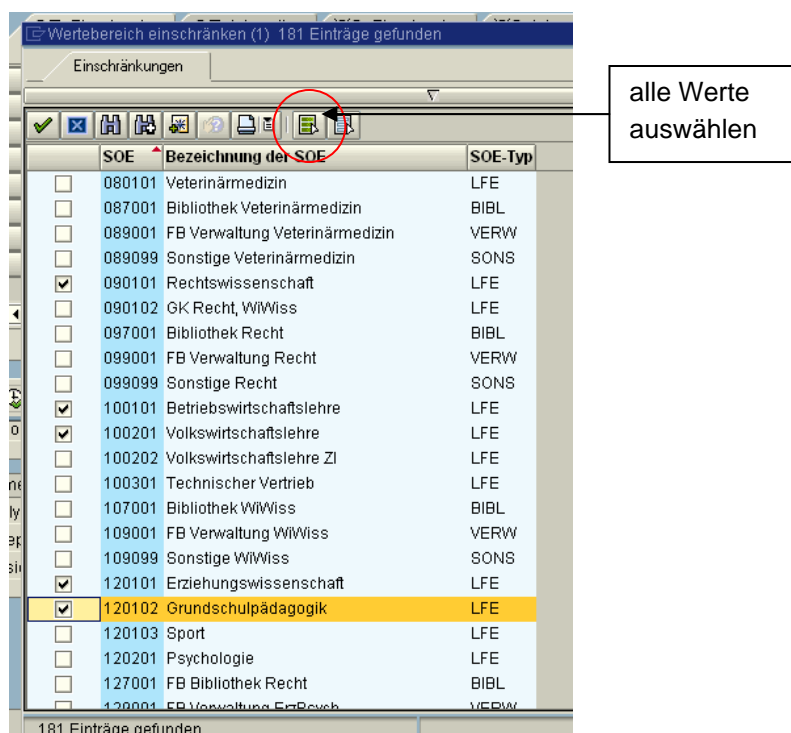 Wertebereich einschränken (1) 181 Einträge gefunden
Einschränkungen
alle Werte
auswählen
SOE Bezeichnung der SOE SOE-Typ
080101 Veterinärmedizin LFE
087001 Bibliothek Veterinärmedizin BIBL
089001 FB Verwaltung Veterinärmedizin VERW
089099 Sonstige Veterinärmedizin SONS
090101 Rechtswissenschaft LFE
090102 GK Recht, WiWiss LFE
097001 Bibliothek Recht BIBL
099001 FB Verwaltung Recht VERW
099099 Sonstige Recht SONS
100101 Betriebswirtschaftslehre LFE
100201 Volkswirtschaftslehre LFE
100202 Volkswirtschaftslehre ZI LFE
100301 Technischer Vertrieb LFE
107001 Bibliothek WiWiss BIBL
109001 FB Verwaltung WiWiss VERW
109099 Sonstige WiWiss SONS
120101 Erziehungswissenschaft LFE
120102 Grundschulpädagogik LFE
120103 Sport LFE
120201 Psychologie LFE
127001 FB Bibliothek Recht BIBL
129001 FB Verwaltung ErzPsych VERW
181 Einträge gefunden